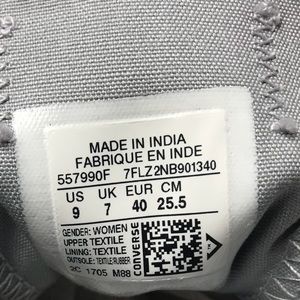 MADE IN INDIA
FABRIQUE EN INDE
557990F 7FLZ2NB901340
US UK EUR CM
9 7 40 25.5
GENDER: WOMEN
UPPER:TEXTILE
LINING: TEXTILE
OUTSOLE: TEXTILE/RUBBER
2C 1705 M88
CONVERSE